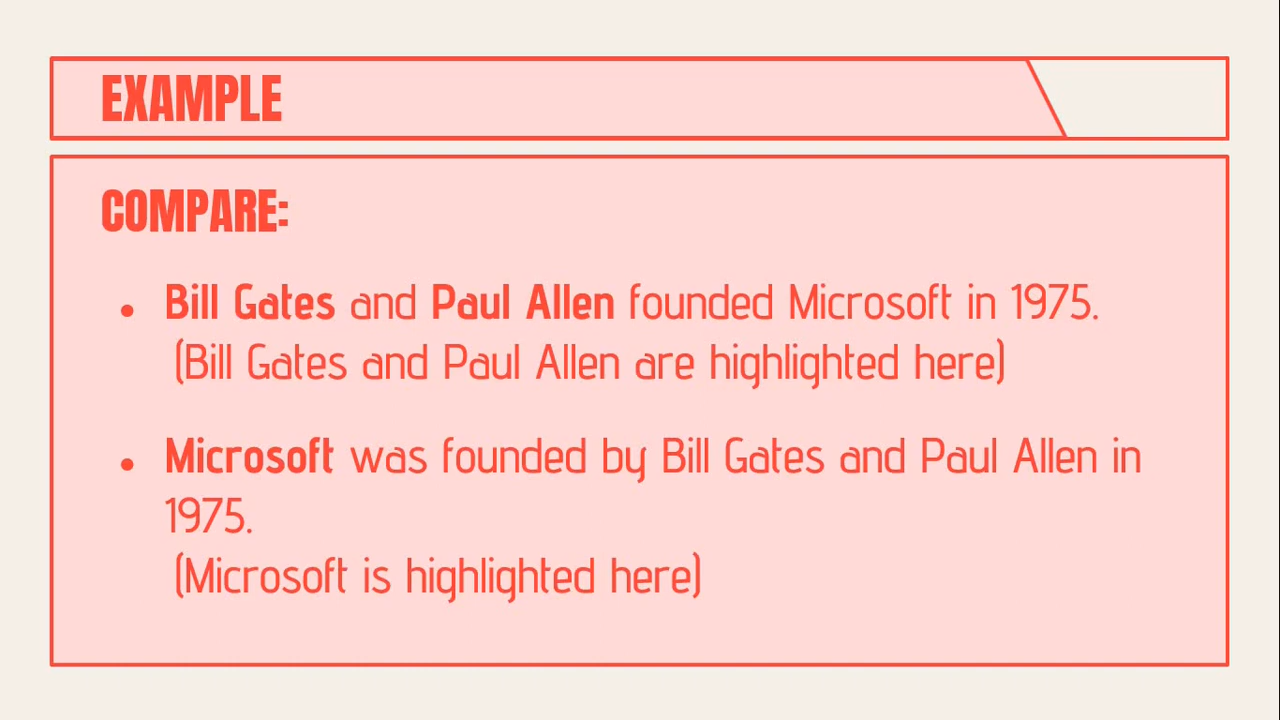 EXAMPLE
COMPARE:
• Bill Gates and Paul Allen founded Microsoft in 1975.
(Bill Gates and Paul Allen are highlighted here)
• Microsoft was founded by Bill Gates and Paul Allen in
1975.
(Microsoft is highlighted here)